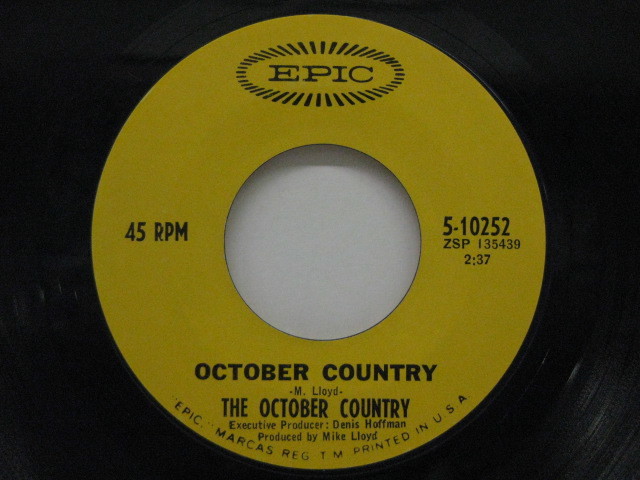 EPIC
45 RPM
5-10252
ZSP 135439
2:37
OCTOBER COUNTRY
-M. Lloyd-
THE OCTOBER COUNTRY
Executive Producer: Denis Hoffman
Produced by Mike Lloyd
"EPIC," MARCAS REG. T M PRINTED IN U.S.A.